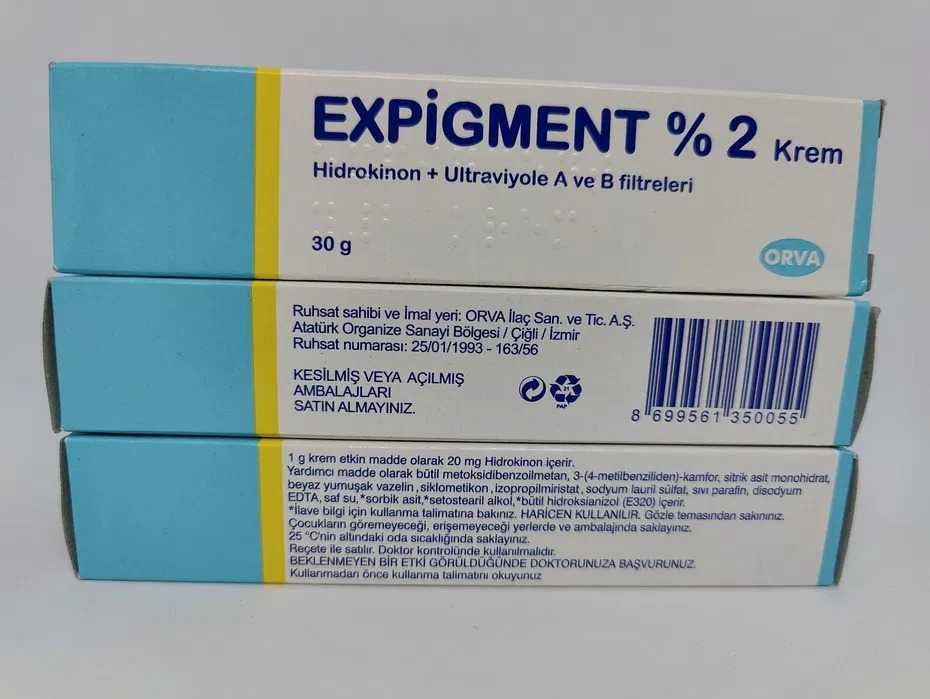 EXPİGMENT % 2 Krem
Hidrokinon + Ultraviyole A ve B filtreleri
30 g
ORVA
Ruhsat sahibi ve İmal yeri: ORVA İlaç San. ve Tic. A.Ş.
Atatürk Organize Sanayi Bölgesi / Çiğli / İzmir
Ruhsat numarası: 25/01/1993 - 163/56
KESİLMİŞ VEYA AÇILMIŞ
AMBALAJLARI
SATIN ALMAYINIZ.
21
PAP
8 699561 350055
1 g krem etkin madde olarak 20 mg Hidrokinon içerir.
Yardımcı madde olarak bütil metoksidibenzoilmetan, 3-(4-metilbenziliden)-kamfor, sitrik asit monohidrat,
beyaz yumuşak vazelin, siklometikon, izopropilmiristat, sodyum lauril sülfat, sıvı parafin, disodyum
EDTA, saf su, *sorbik asit,*setostearil alkol,*bütil hidroksianizol (E320) içerir.
*İlave bilgi için kullanma talimatına bakınız. HARİCEN KULLANILIR. Gözle temasından sakınınız.
Çocukların göremeyeceği, erişemeyeceği yerlerde ve ambalajında saklayınız.
25 °C'nin altındaki oda sıcaklığında saklayınız.
Reçete ile satılır. Doktor kontrolünde kullanılmalıdır.
BEKLENMEYEN BİR ETKİ GÖRÜLDÜĞÜNDE DOKTORUNUZA BAŞVURUNUZ.
Kullanmadan önce kullanma talimatını okuyunuz